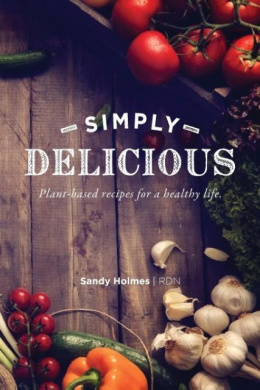 SIMPLY
DELICIOUS
Plant-based recipes for a healthy life.
Sandy Holmes | RDN